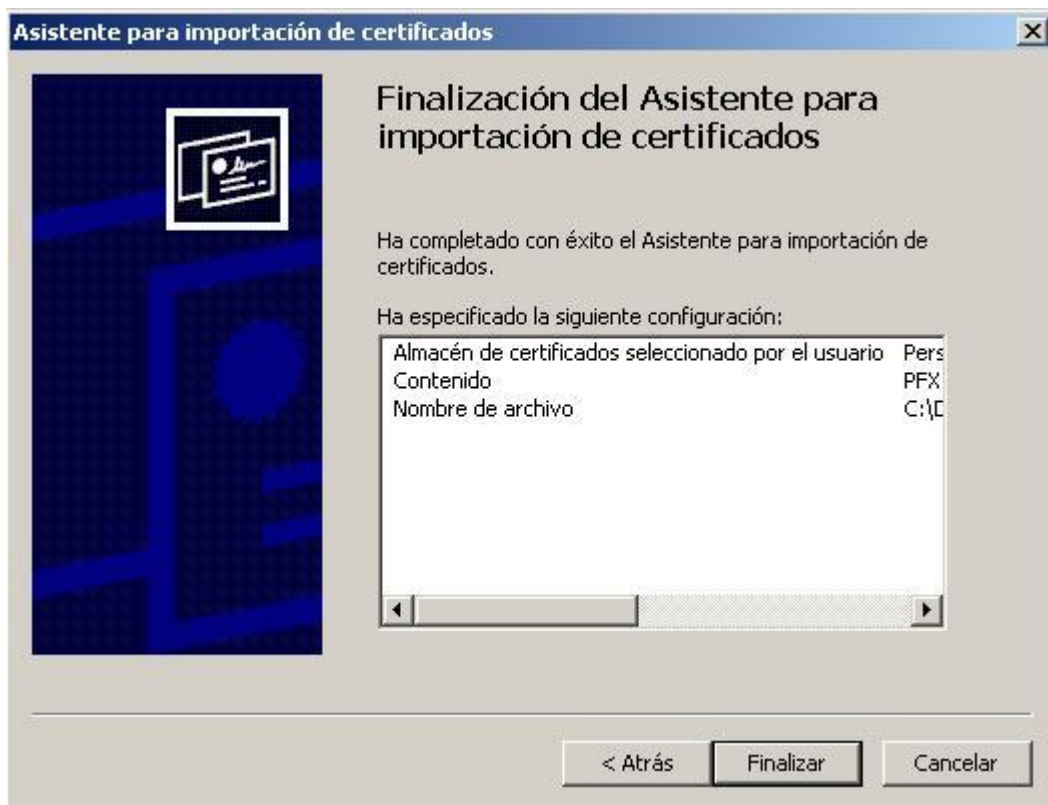 Asistente para importación de certificados
Finalización del Asistente para
importación de certificados
Ha completado con éxito el Asistente para importación de
certificados.
Ha especificado la siguiente configuración:
Almacén de certificados seleccionado por el usuario Pers
Contenido PFX
Nombre de archivo C:\D
< Atrás Finalizar Cancelar